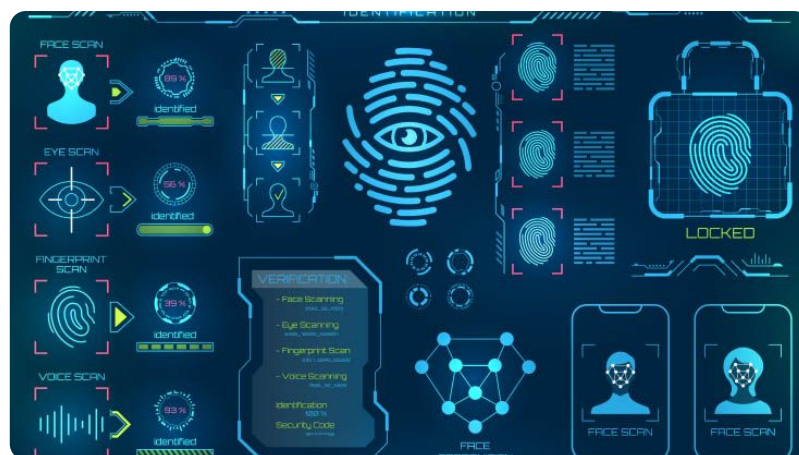 IDENTIFICATION
FACE SCAN
89 %
identified
EYE SCAN
56 %
identified
FINGERPRINT
SCAN
39 %
identified
VOICE SCAN
93 %
identified
VERIFICATION
- Face Scanning
- Eye Scanning
- Fingerprint Scan
- Voice Scanning
Identification
100 %
Security Code
FACE
LOCKED
FACE SCAN
FACE SCAN